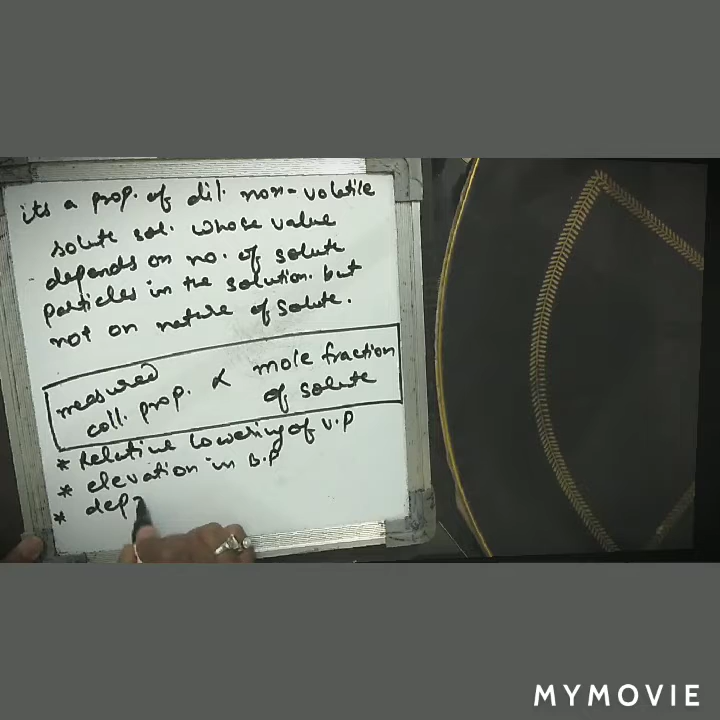 its a prop. of dil. non-volatile
solute sol. whose value
depends on no. of solute
particles in the solution. but
not on nature of solute.
measured
coll. prop. ∝ mole fraction
of solute
* Relative lowering of V.P
* elevation in B.P
* dep
MYMOVIE